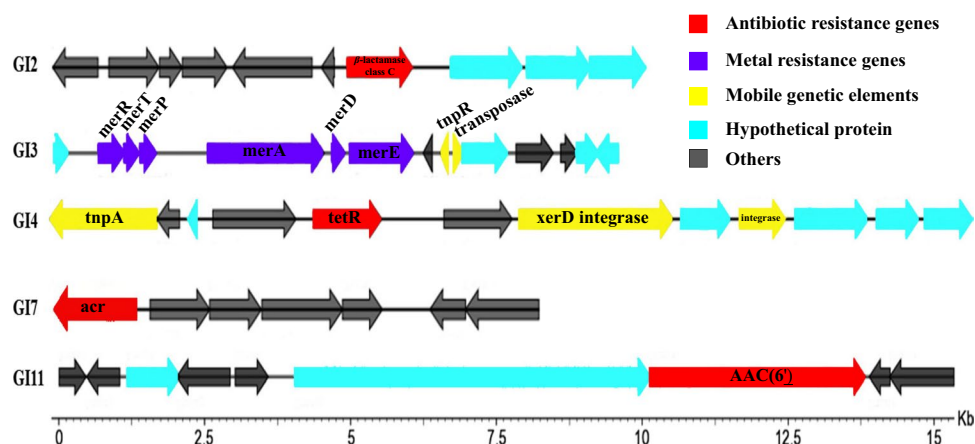 Antibiotic resistance genes
Metal resistance genes
Mobile genetic elements
Hypothetical protein
Others
GI2
β-lactamase
class C
GI3
merR
merT
merP
merA
merD
merE
tnpR
transposase
GI4
tnpA
tetR
xerD integrase
integrase
GI7
acr
GI11
AAC(6')
0 2.5 5 7.5 10 12.5 15 Kb